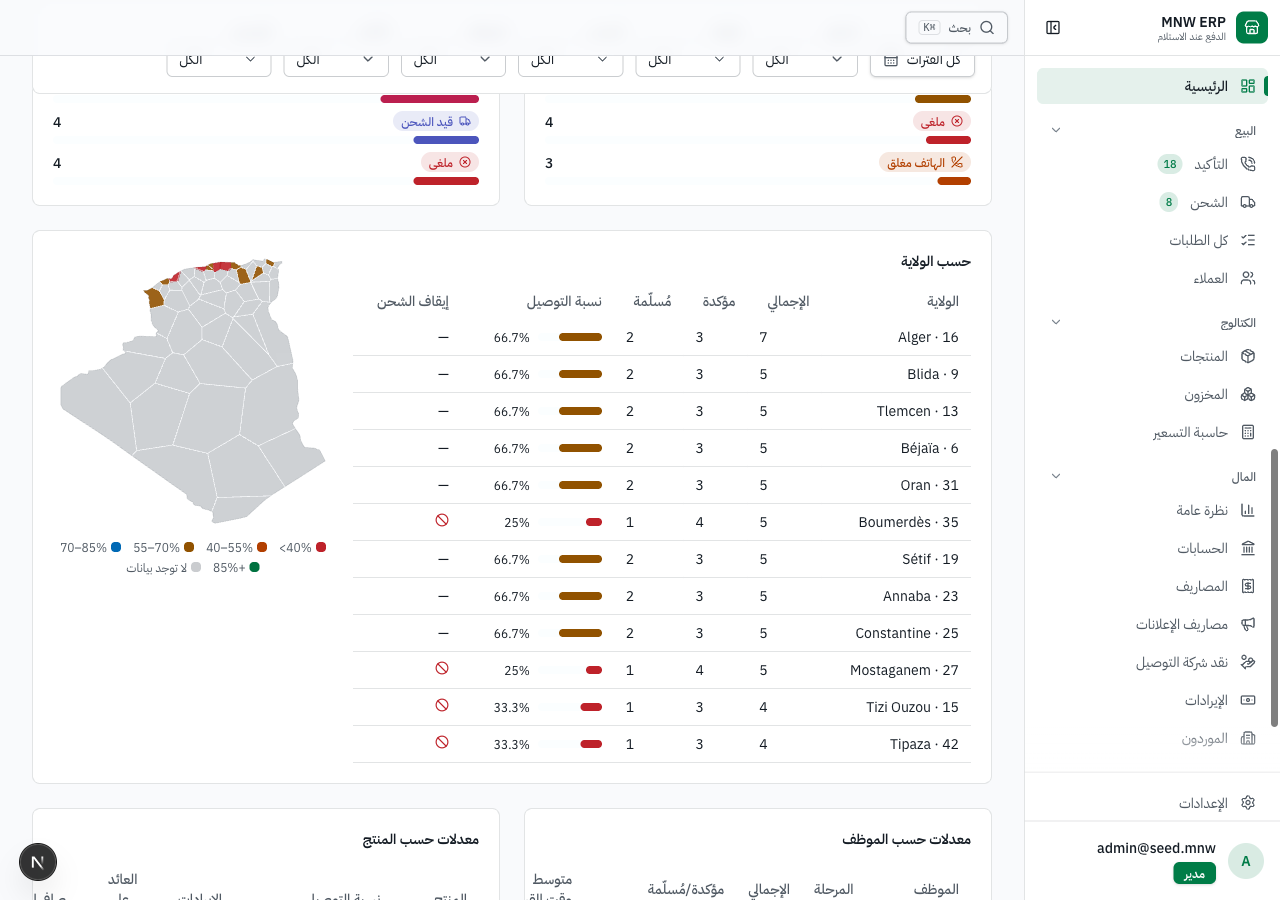 MNW ERP
الدفع عند الاستلام
بحث
⌘K
الرئيسية
البيع
التأكيد 18
الشحن 8
كل الطلبات
العملاء
الكتالوج
المنتجات
المخزون
حاسبة التسعير
المال
نظرة عامة
الحسابات
المصاريف
مصاريف الإعلانات
نقد شركة التوصيل
الإيرادات
الموردون
الإعدادات
admin@seed.mnw
مدير
A
كل الفترات الكل الكل الكل الكل الكل الكل
ملغى 4
الهاتف مغلق 3
قيد الشحن 4
ملغى 4
حسب الولاية
الولاية الإجمالي مؤكدة مُسلّمة نسبة التوصيل إيقاف الشحن
16 · Alger 7 3 2 66.7% —
9 · Blida 5 3 2 66.7% —
13 · Tlemcen 5 3 2 66.7% —
6 · Béjaïa 5 3 2 66.7% —
31 · Oran 5 3 2 66.7% —
35 · Boumerdès 5 4 1 25%
19 · Sétif 5 3 2 66.7% —
23 · Annaba 5 3 2 66.7% —
25 · Constantine 5 3 2 66.7% —
27 · Mostaganem 5 4 1 25%
15 · Tizi Ouzou 4 3 1 33.3%
42 · Tipaza 4 3 1 33.3%
<40% 40–55% 55–70% 70–85%
85%+ لا توجد بيانات
معدلات حسب الموظف
الموظف المرحلة الإجمالي مؤكدة/مُسلّمة متوسط
معدلات حسب المنتج
المنتج نسبة التوصيل الإيرادات العائد
N